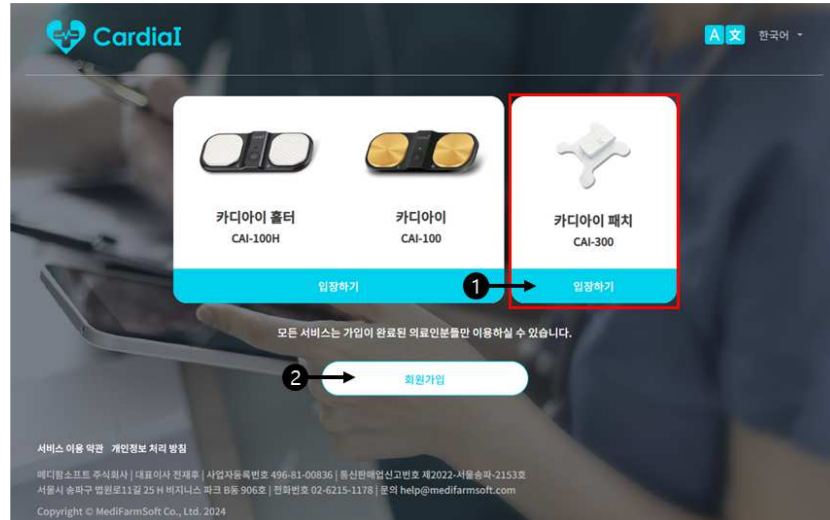 CardiaI
A 文 한국어
카디아이 홀터
CAI-100H
카디아이
CAI-100
카디아이 패치
CAI-300
입장하기
1
입장하기
모든 서비스는 가입이 완료된 의료인분들만 이용하실 수 있습니다.
2
회원가입
서비스 이용 약관 개인정보 처리 방침
메디팜소프트 주식회사 | 대표이사 전재후 | 사업자등록번호 496-81-00836 | 통신판매업신고번호 제2022-서울송파-2153호
서울시 송파구 법원로11길 25 H 비지니스 파크 B동 906호 | 전화번호 02-6215-1178 | 문의 help@medifarmsoft.com
Copyright © MediFarmSoft Co., Ltd. 2024